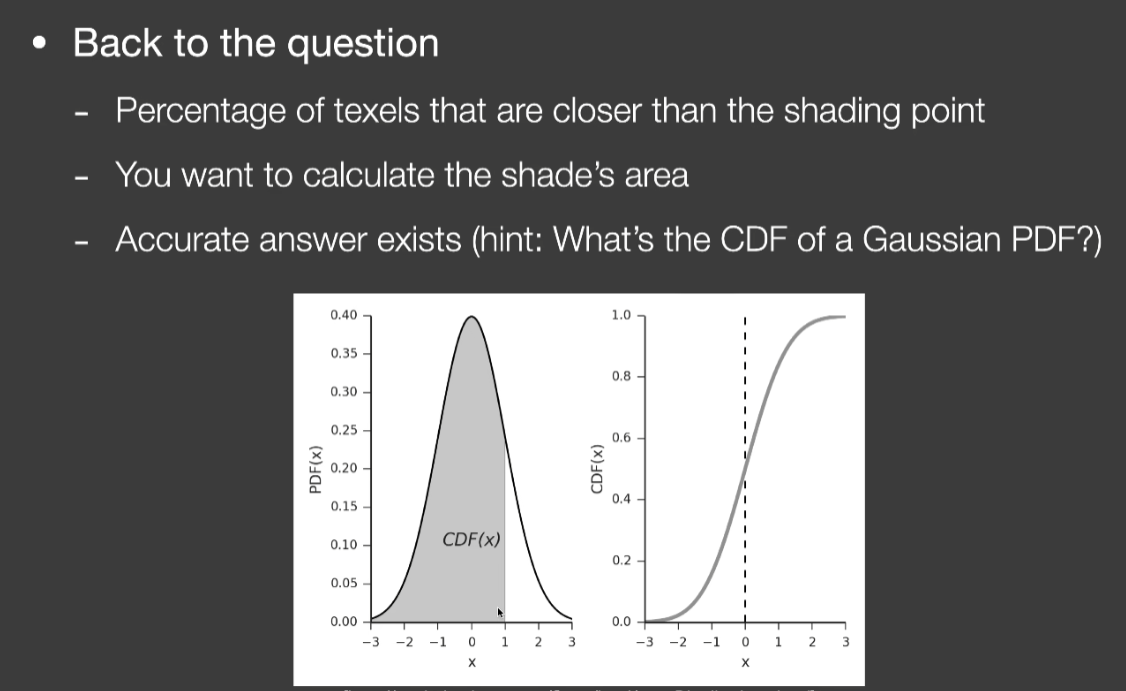 • Back to the question
- Percentage of texels that are closer than the shading point
- You want to calculate the shade's area
- Accurate answer exists (hint: What's the CDF of a Gaussian PDF?)
0.40
0.35
0.30
0.25
0.20
0.15
0.10
0.05
0.00
PDF(x)
CDF(x)
−3 −2 −1 0 1 2 3
x
1.0
0.8
0.6
0.4
0.2
0.0
CDF(x)
−3 −2 −1 0 1 2 3
x